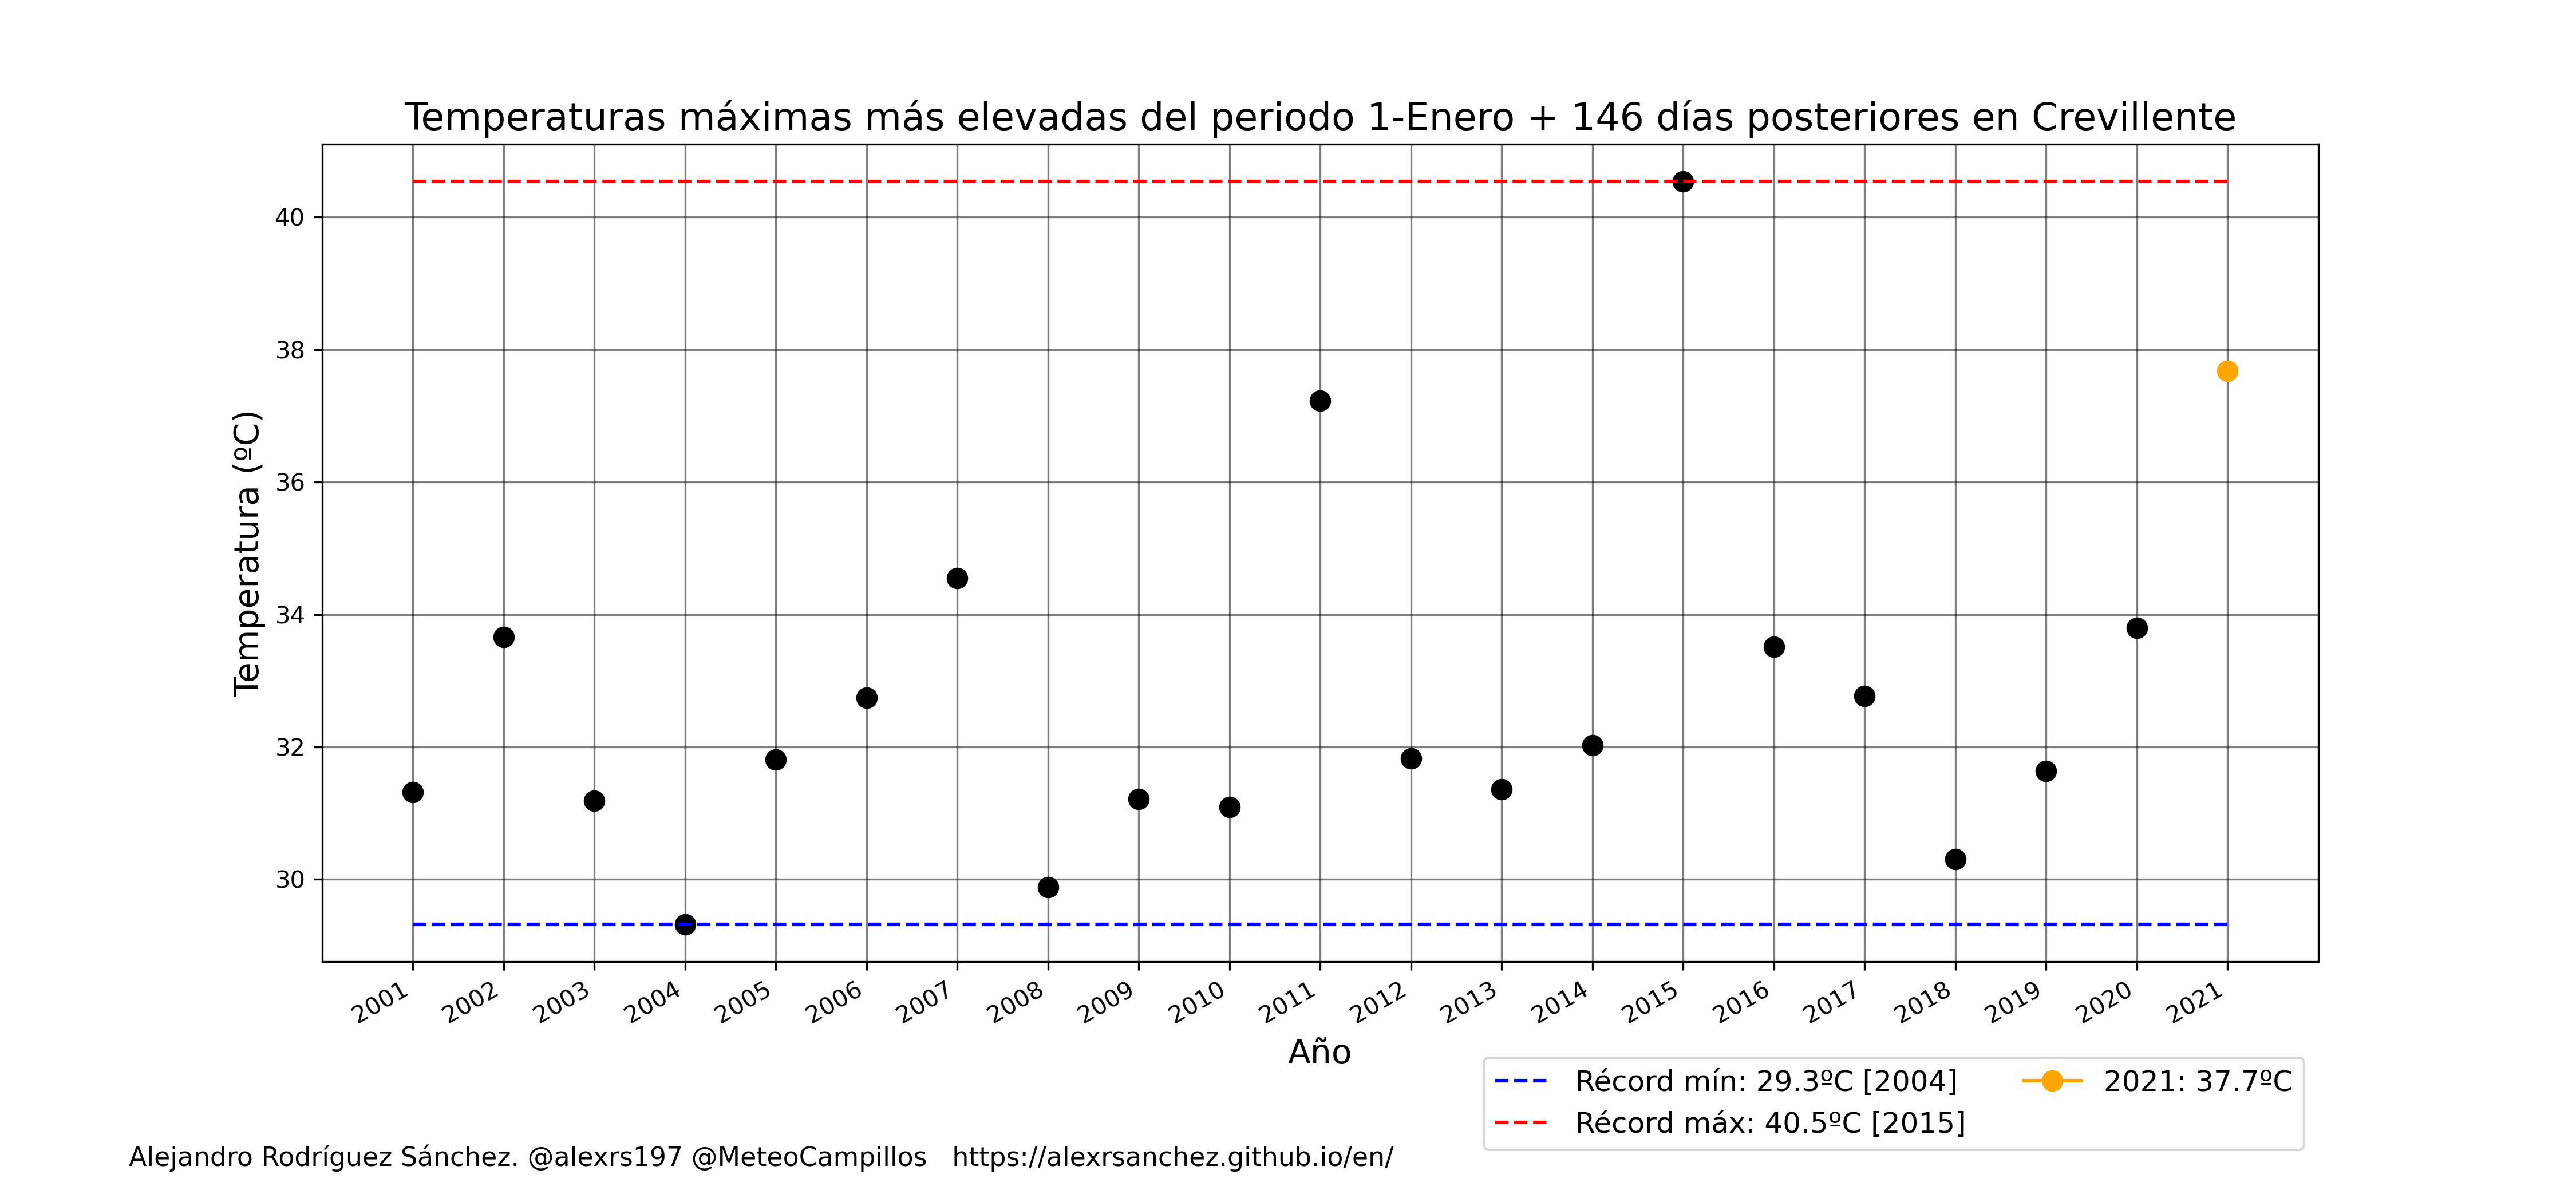 Temperaturas máximas más elevadas del periodo 1-Enero + 146 días posteriores en Crevillente
Temperatura (ºC)
40
38
36
34
32
30
2001 2002 2003 2004 2005 2006 2007 2008 2009 2010 2011 2012 2013 2014 2015 2016 2017 2018 2019 2020 2021
Año
Récord mín: 29.3ºC [2004]
Récord máx: 40.5ºC [2015]
2021: 37.7ºC
Alejandro Rodríguez Sánchez. @alexrs197 @MeteoCampillos https://alexrsanchez.github.io/en/